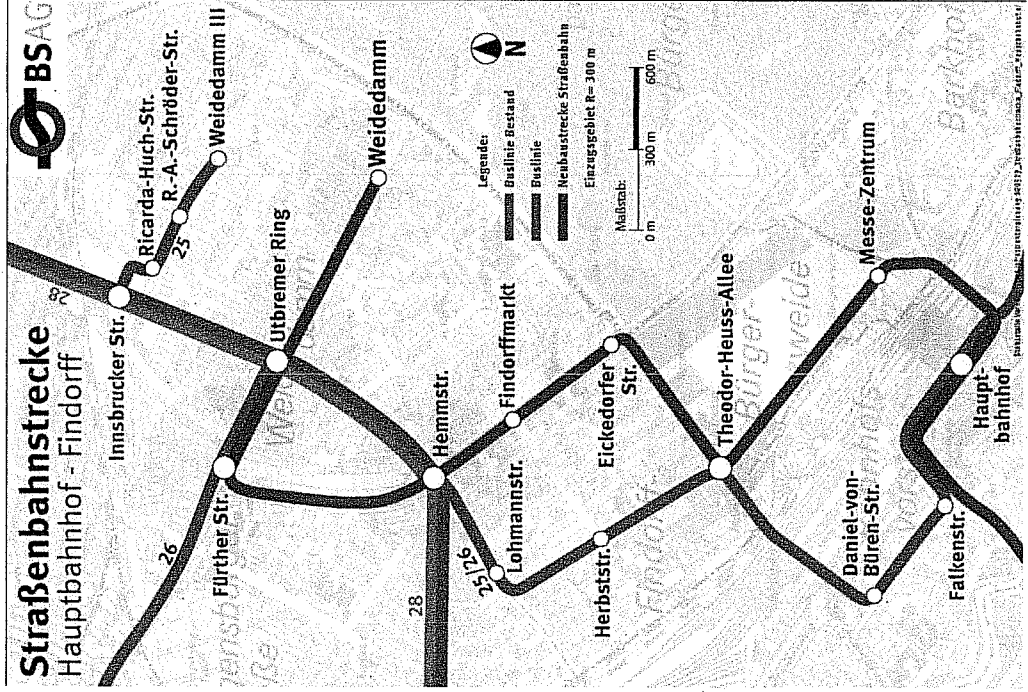 Straßenbahnstrecke
Hauptbahnhof - Findorff
BSAG
28
Innsbrucker Str.
Ricarda-Huch-Str.
R.-A.-Schröder-Str.
25
Weidedamm III
26
Fürther Str.
Utbremer Ring
Weidedamm
28
Hemmstr.
25/26
Lohmannstr.
Findorffmarkt
Herbststr.
Eickedorfer
Str.
Theodor-Heuss-Allee
Bürger
weide
Daniel-von-
Büren-Str.
Falkenstr.
Haupt-
bahnhof
Messe-Zentrum
N
Legende:
Buslinie Bestand
Buslinie
Neubaustrecke Straßenbahn
Einzugsgebiet R= 300 m
Maßstab:
0 m
300 m
600 m